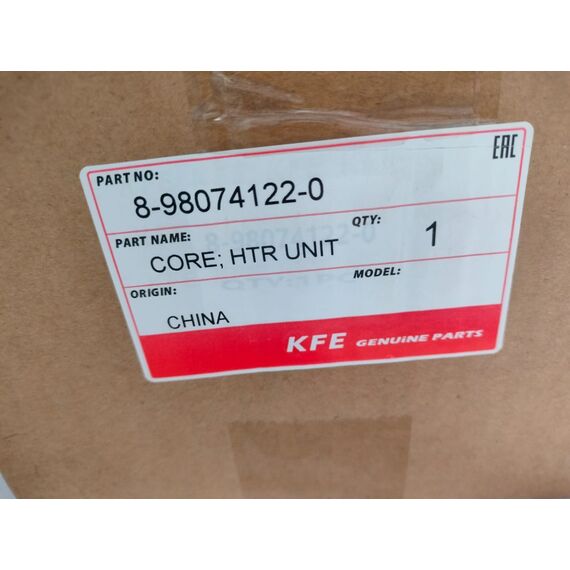 EAC
PART NO:
8-98074122-0
PART NAME:
QTY:
CORE; HTR UNIT
1
ORIGIN:
MODEL:
CHINA
KFE GENUINE PARTS